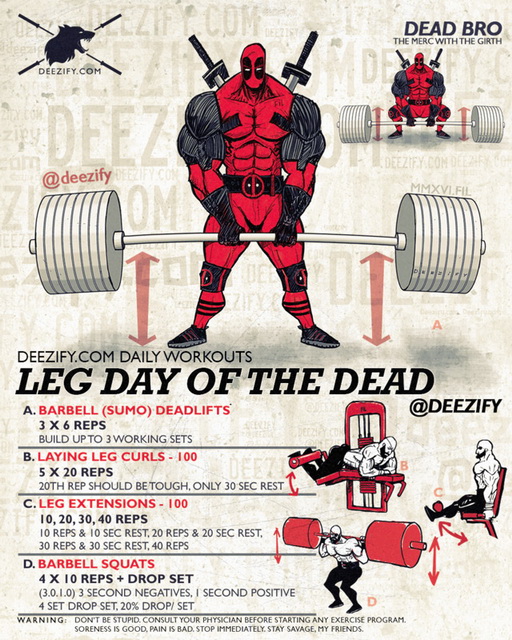 DEEZIFY.COM
DEAD BRO
THE MERC WITH THE GIRTH
@deezify
MMXVI.FIL
A
DEEZIFY.COM DAILY WORKOUTS
LEG DAY OF THE DEAD
@DEEZIFY
A. BARBELL (SUMO) DEADLIFTS
3 X 6 REPS
BUILD UP TO 3 WORKING SETS
B. LAYING LEG CURLS - 100
5 X 20 REPS
20TH REP SHOULD BE TOUGH, ONLY 30 SEC REST
B
C. LEG EXTENSIONS - 100
10, 20, 30, 40 REPS
10 REPS & 10 SEC REST, 20 REPS & 20 SEC REST,
30 REPS & 30 SEC REST, 40 REPS
C
D. BARBELL SQUATS
4 X 10 REPS + DROP SET
(3.0.1.0) 3 SECOND NEGATIVES, 1 SECOND POSITIVE
4 SET DROP SET, 20% DROP/ SET
D
WARNING: DON'T BE STUPID. CONSULT YOUR PHYSICIAN BEFORE STARTING ANY EXERCISE PROGRAM.
SORENESS IS GOOD, PAIN IS BAD. STOP IMMEDIATELY. STAY SAVAGE, MY FRIENDS.